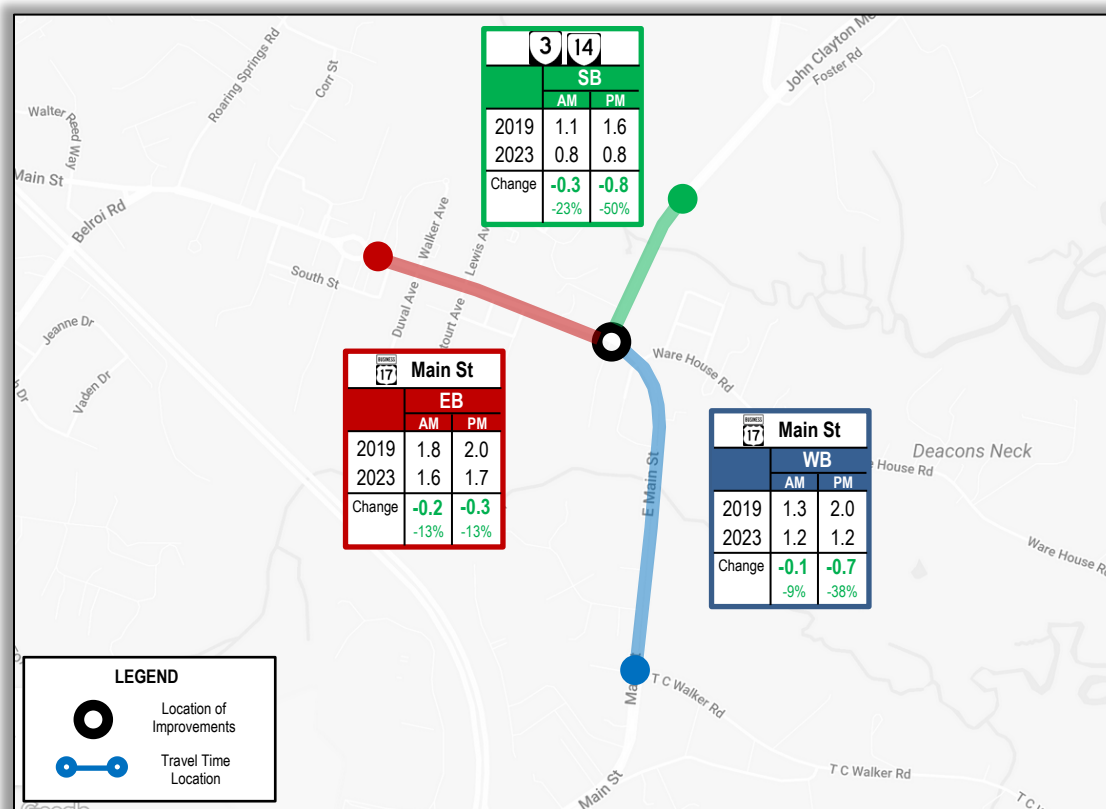 3 14
SB
AM PM
2019 1.1 1.6
2023 0.8 0.8
Change -0.3 -0.8
-23% -50%
John Clayton
Foster Rd
Roaring Springs Rd
Corr St
Walter Reed Way
Main St
Belroi Rd
Walker Ave
Lewis
South St
Duval Ave
Jeanne Dr
Vaden Dr
Dr
Ware House Rd
BUSINESS
17 Main St
EB
AM PM
2019 1.8 2.0
2023 1.6 1.7
Change -0.2 -0.3
-13% -13%
BUSINESS
17 Main St
WB
AM PM
2019 1.3 2.0
2023 1.2 1.2
Change -0.1 -0.7
-9% -38%
Deacons Neck
House Rd
E Main St
Ware House Rd
T C Walker Rd
T C Walker Rd
Main St
LEGEND
Location of
Improvements
Travel Time
Location